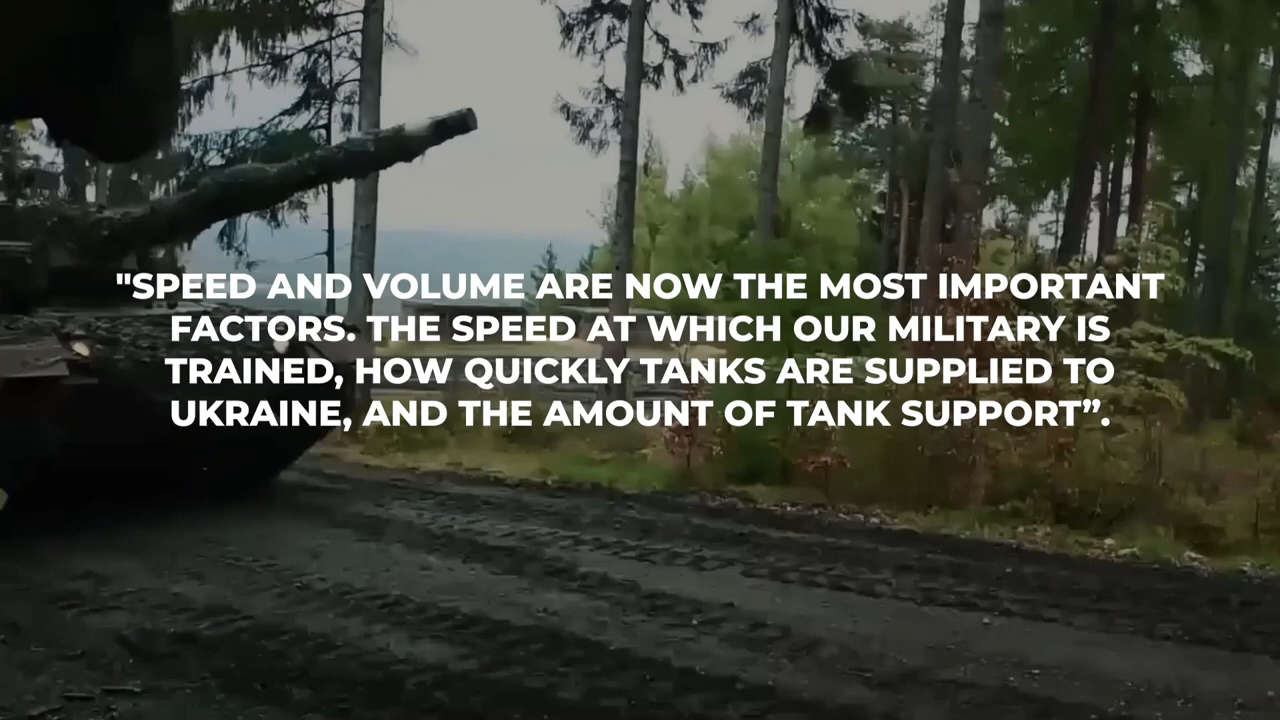 "SPEED AND VOLUME ARE NOW THE MOST IMPORTANT
FACTORS. THE SPEED AT WHICH OUR MILITARY IS
TRAINED, HOW QUICKLY TANKS ARE SUPPLIED TO
UKRAINE, AND THE AMOUNT OF TANK SUPPORT”.